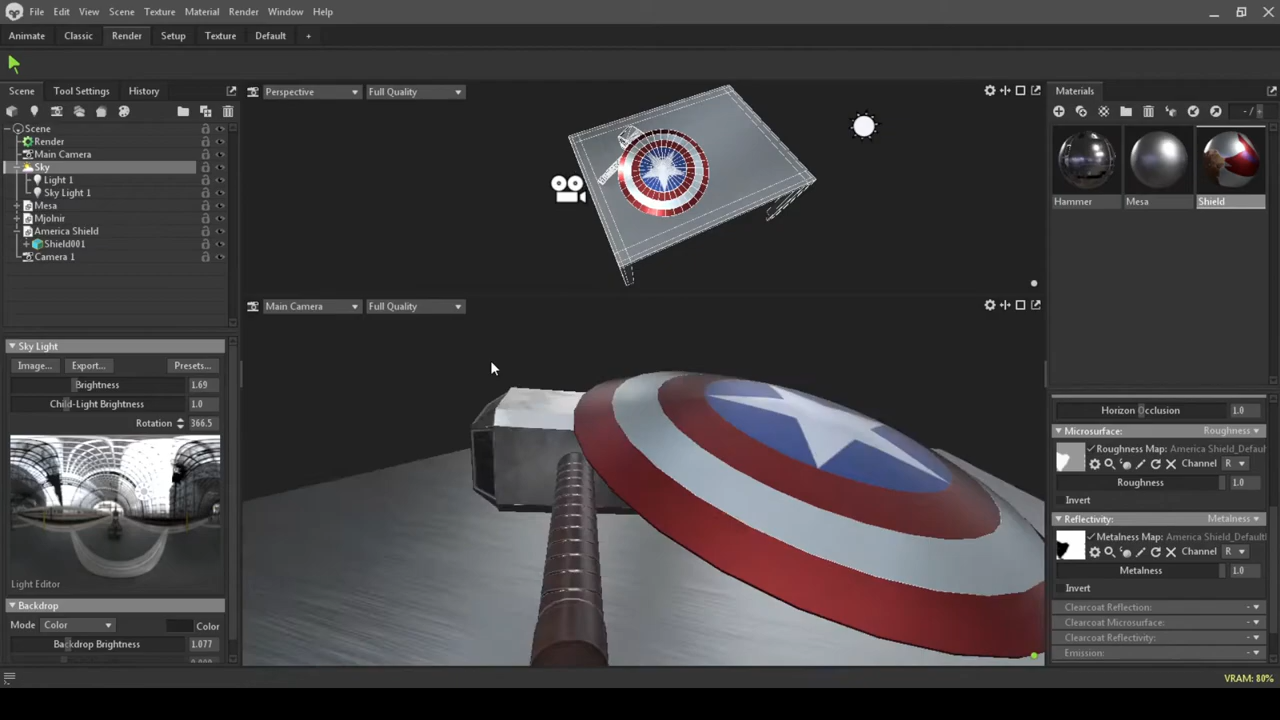 File Edit View Scene Texture Material Render Window Help
Animate Classic Render Setup Texture Default +
Scene Tool Settings History
Scene
Render
Main Camera
Sky
Light 1
Sky Light 1
Mesa
Mjolnir
America Shield
Shield001
Camera 1
Sky Light
Image... Export... Presets...
Brightness 1.69
Child-Light Brightness 1.0
Rotation 366.5
Light Editor
Backdrop
Mode Color Color
Backdrop Brightness 1.077
Perspective Full Quality
Main Camera Full Quality
Materials
Hammer Mesa Shield
Horizon Occlusion 1.0
Microsurface: Roughness
Roughness Map: America Shield_Defaul
Channel R
Roughness 1.0
Invert
Reflectivity: Metalness
Metalness Map: America Shield_Default
Channel R
Metalness 1.0
Invert
Clearcoat Reflection:
Clearcoat Microsurface:
Clearcoat Reflectivity:
Emission:
VRAM: 80%